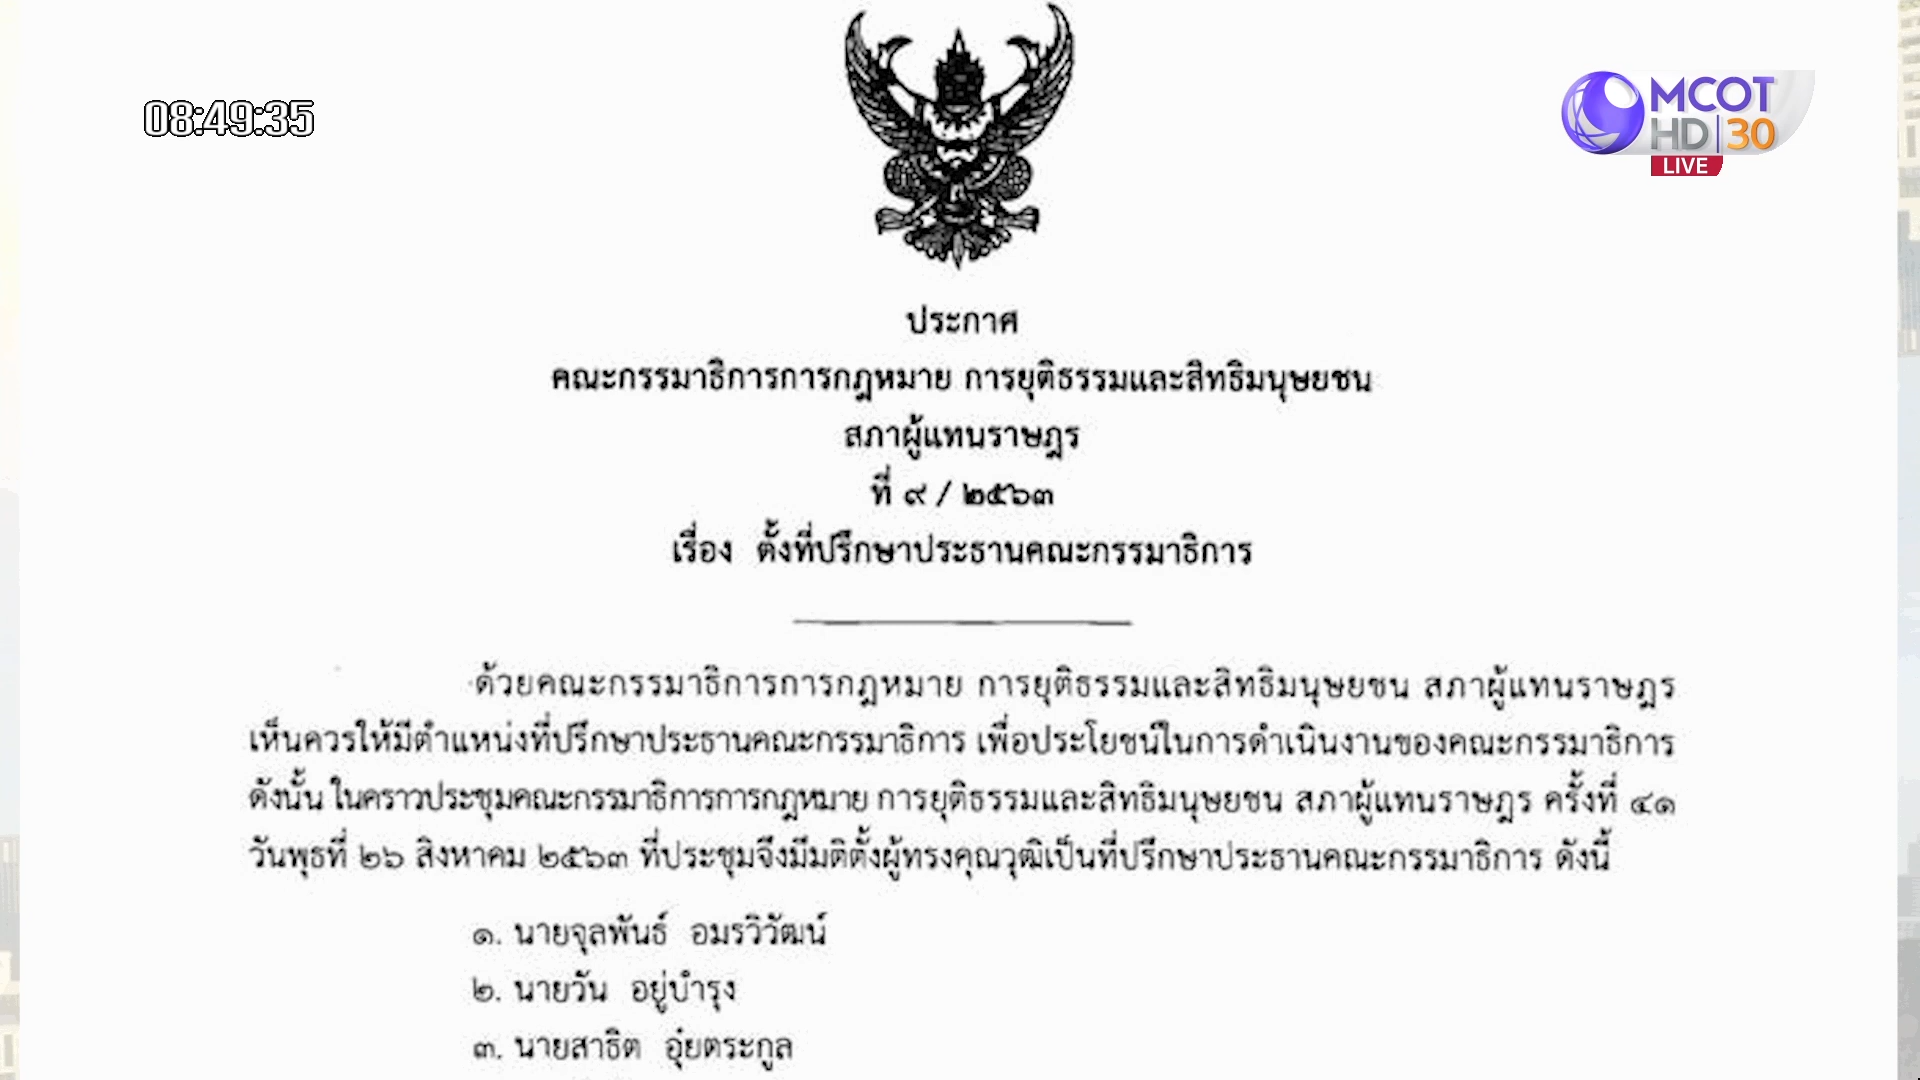 08:49:35
MCOT
HD 30
LIVE
ประกาศ
คณะกรรมาธิการการกฎหมาย การยุติธรรมและสิทธิมนุษยชน
สภาผู้แทนราษฎร
ที่ ๙ / ๒๕๖๓
เรื่อง ตั้งที่ปรึกษาประธานคณะกรรมาธิการ
ด้วยคณะกรรมาธิการการกฎหมาย การยุติธรรมและสิทธิมนุษยชน สภาผู้แทนราษฎร
เห็นควรให้มีตำแหน่งที่ปรึกษาประธานคณะกรรมาธิการ เพื่อประโยชน์ในการดำเนินงานของคณะกรรมาธิการ
ดังนั้น ในคราวประชุมคณะกรรมาธิการการกฎหมาย การยุติธรรมและสิทธิมนุษยชน สภาผู้แทนราษฎร ครั้งที่ ๔๑
วันพุธที่ ๒๖ สิงหาคม ๒๕๖๓ ที่ประชุมจึงมีมติตั้งผู้ทรงคุณวุฒิเป็นที่ปรึกษาประธานคณะกรรมาธิการ ดังนี้
๑. นายจุลพันธ์ อมรวิวัฒน์
๒. นายวัน อยู่บำรุง
๓. นายสาธิต อุ๋ยตระกูล